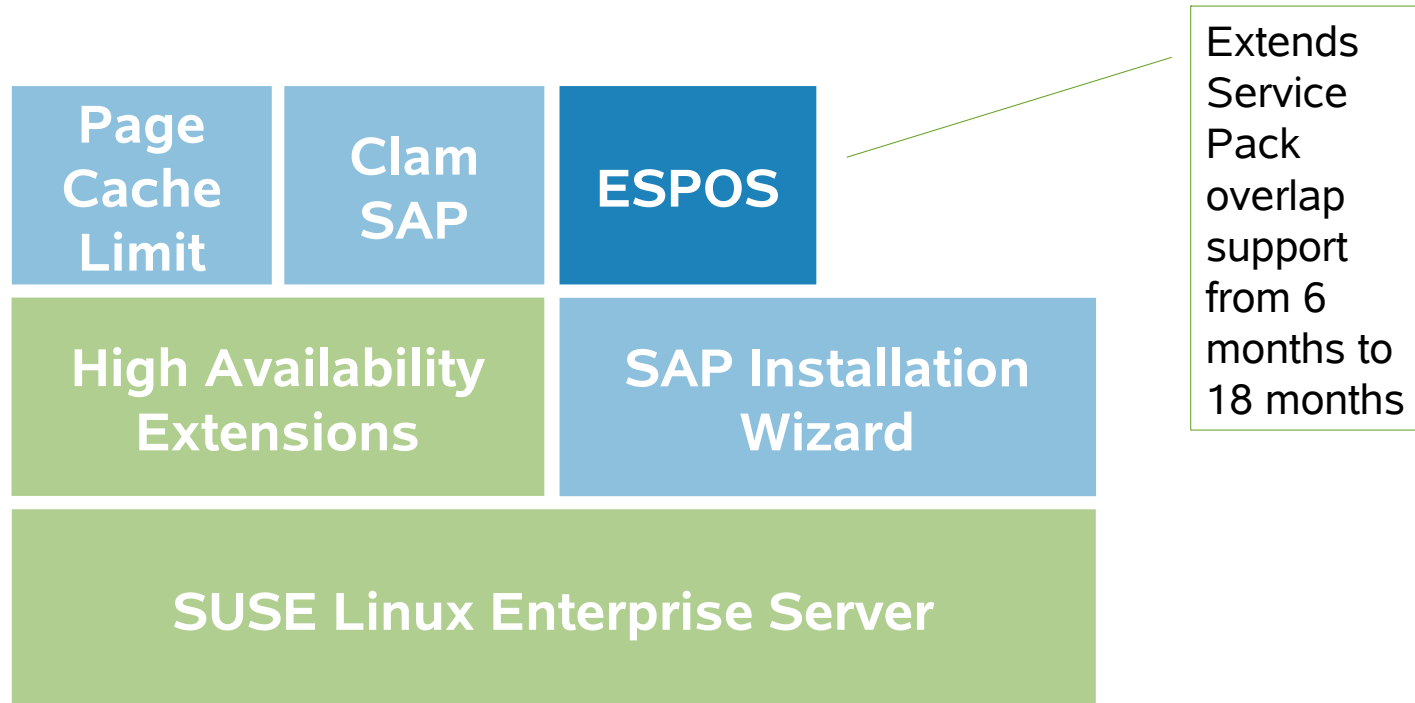 Page
Cache
Limit
Clam
SAP
ESPOS
Extends
Service
Pack
overlap
support
from 6
months to
18 months
High Availability
Extensions
SAP Installation
Wizard
SUSE Linux Enterprise Server